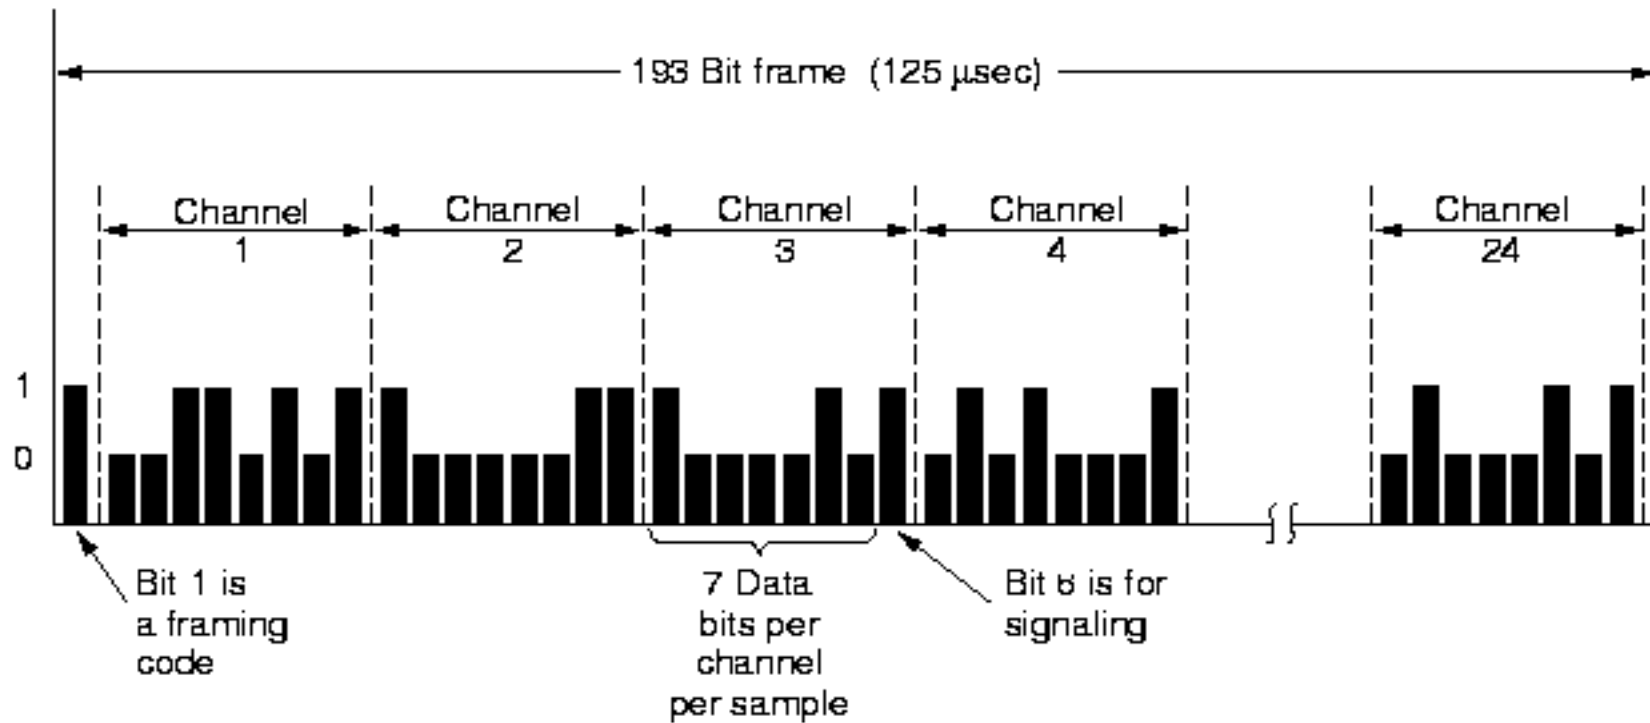 193 Bit frame (125 µsec)
Channel
1
Channel
2
Channel
3
Channel
4
Channel
24
1
0
Bit 1 is
a framing
code
7 Data
bits per
channel
per sample
Bit 8 is for
signaling